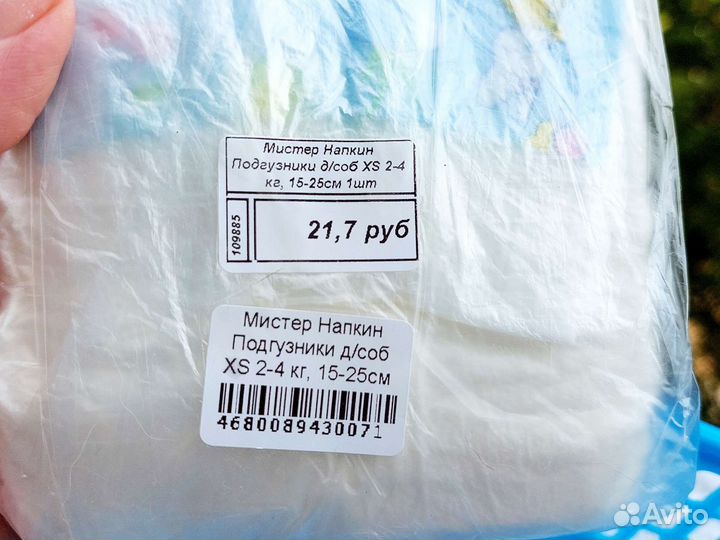 Мистер Напкин
Подгузники д/соб XS 2-4
кг, 15-25см 1шт
109885
21,7 руб
Мистер Напкин
Подгузники д/соб
XS 2-4 кг, 15-25см
4680089430071
Avito